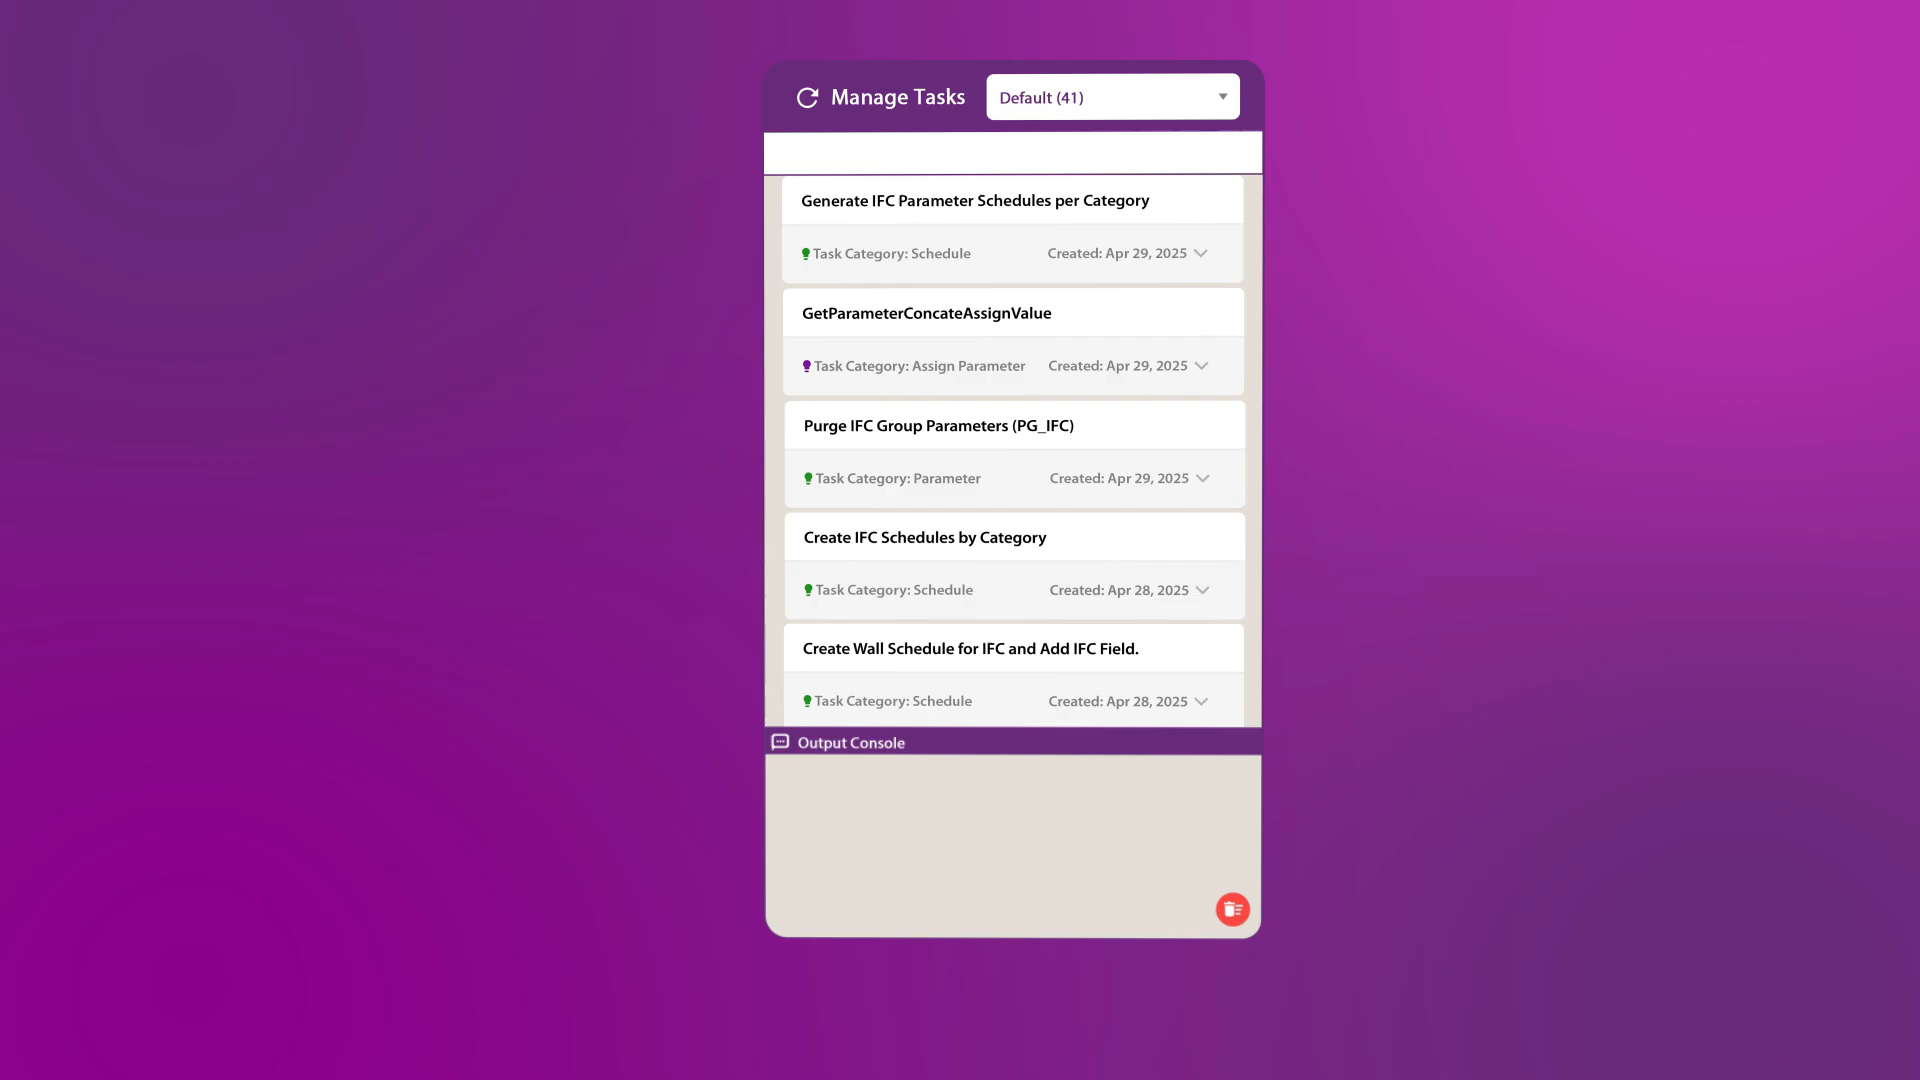 Manage Tasks
Default (41)
Generate IFC Parameter Schedules per Category
Task Category: Schedule Created: Apr 29, 2025
GetParameterConcateAssignValue
Task Category: Assign Parameter Created: Apr 29, 2025
Purge IFC Group Parameters (PG_IFC)
Task Category: Parameter Created: Apr 29, 2025
Create IFC Schedules by Category
Task Category: Schedule Created: Apr 28, 2025
Create Wall Schedule for IFC and Add IFC Field.
Task Category: Schedule Created: Apr 28, 2025
Output Console